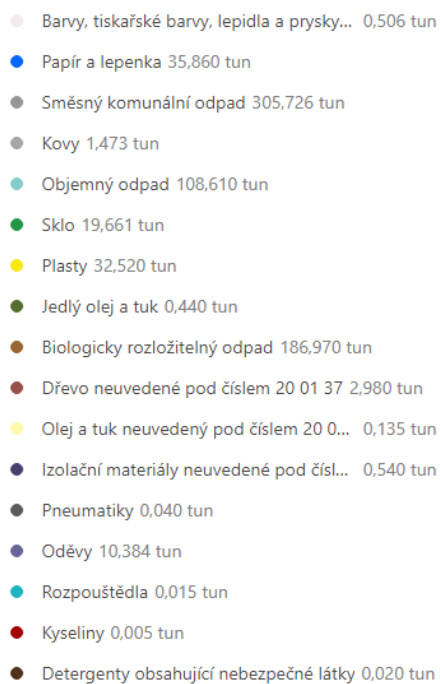 Barvy, tiskařské barvy, lepidla a prysky... 0,506 tun
Papír a lepenka 35,860 tun
Směsný komunální odpad 305,726 tun
Kovy 1,473 tun
Objemný odpad 108,610 tun
Sklo 19,661 tun
Plasty 32,520 tun
Jedlý olej a tuk 0,440 tun
Biologicky rozložitelný odpad 186,970 tun
Dřevo neuvedené pod číslem 20 01 37 2,980 tun
Olej a tuk neuvedený pod číslem 20 0... 0,135 tun
Izolační materiály neuvedené pod čísl... 0,540 tun
Pneumatiky 0,040 tun
Oděvy 10,384 tun
Rozpouštědla 0,015 tun
Kyseliny 0,005 tun
Detergenty obsahující nebezpečné látky 0,020 tun